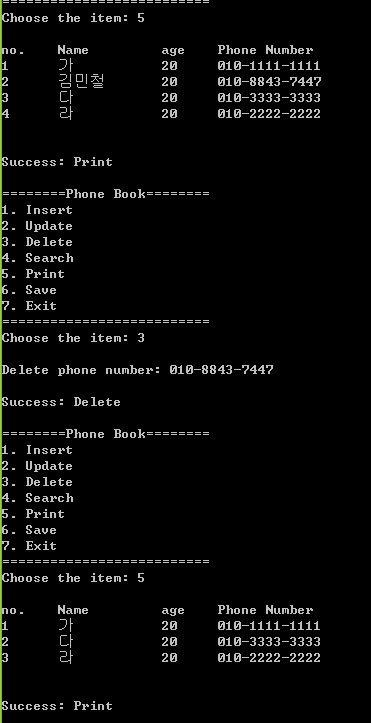 ==========================
Choose the item: 5
no. Name age Phone Number
1 가 20 010-1111-1111
2 김민철 20 010-8843-7447
3 다 20 010-3333-3333
4 라 20 010-2222-2222
Success: Print
========Phone Book========
1. Insert
2. Update
3. Delete
4. Search
5. Print
6. Save
7. Exit
==========================
Choose the item: 3
Delete phone number: 010-8843-7447
Success: Delete
========Phone Book========
1. Insert
2. Update
3. Delete
4. Search
5. Print
6. Save
7. Exit
==========================
Choose the item: 5
no. Name age Phone Number
1 가 20 010-1111-1111
2 다 20 010-3333-3333
3 라 20 010-2222-2222
Success: Print